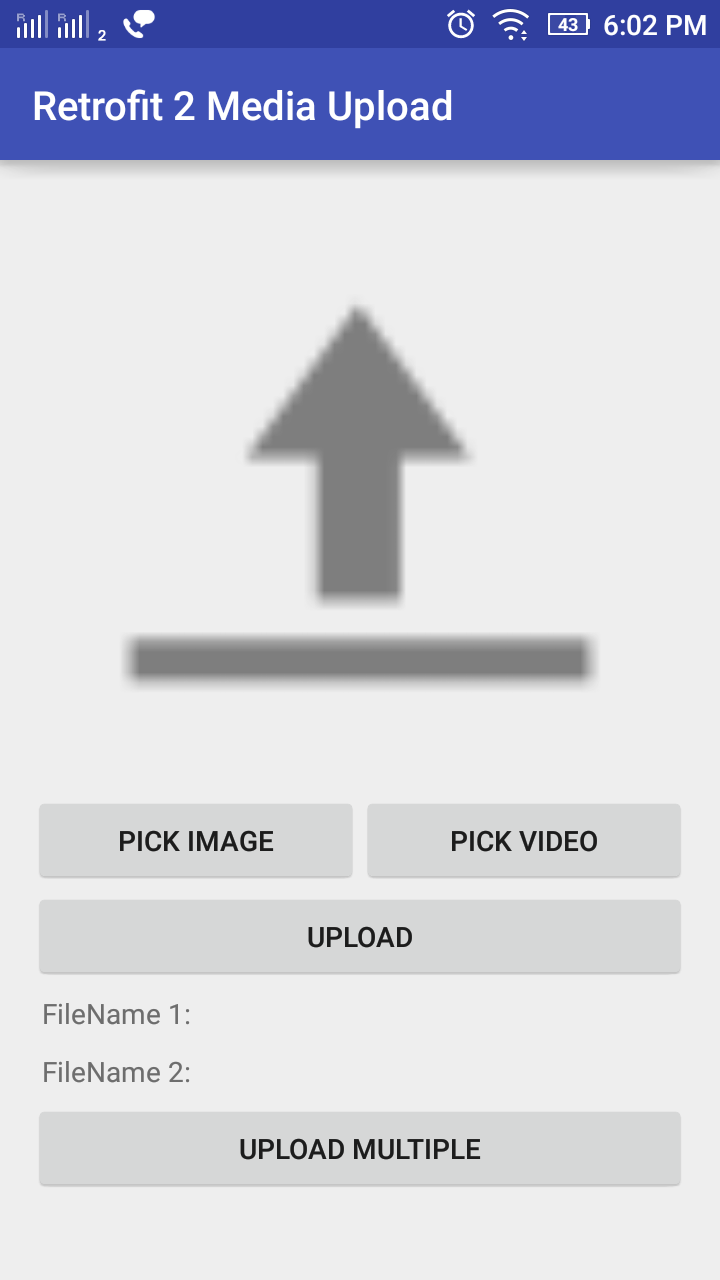 R R 2 43 6:02 PM
Retrofit 2 Media Upload
PICK IMAGE PICK VIDEO
UPLOAD
FileName 1:
FileName 2:
UPLOAD MULTIPLE